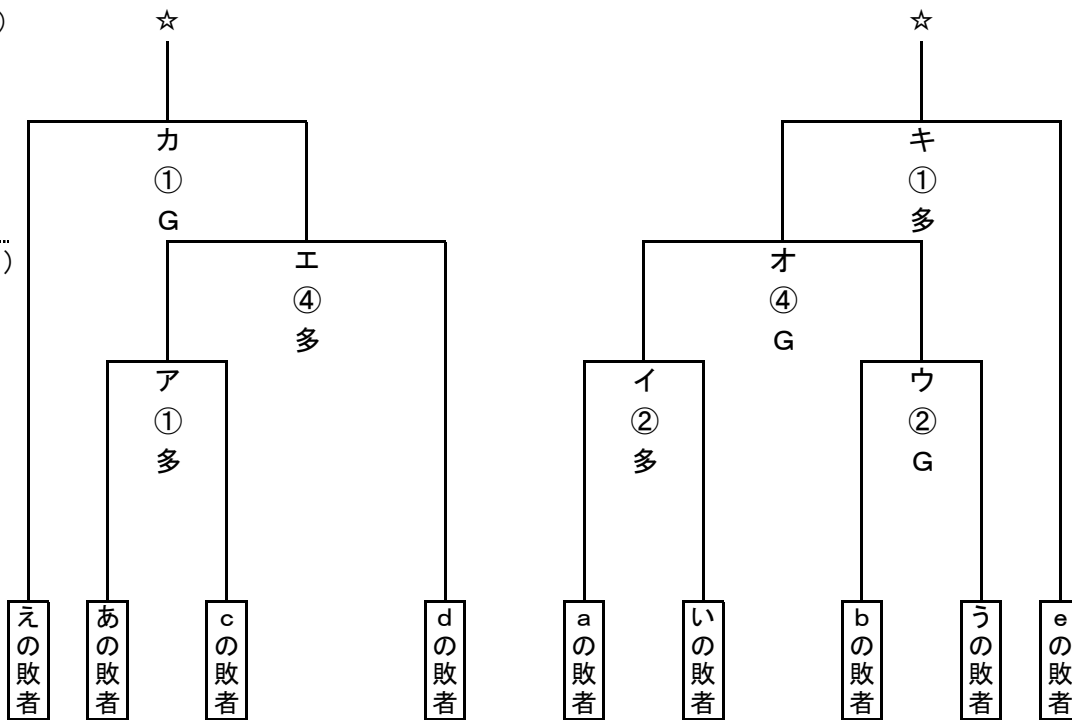 )
☆
☆
カ
①
G
キ
①
多
)
エ
④
多
オ
④
G
ア
①
多
イ
②
多
ウ
②
G
えの敗者
あの敗者
cの敗者
dの敗者
aの敗者
いの敗者
bの敗者
うの敗者
eの敗者